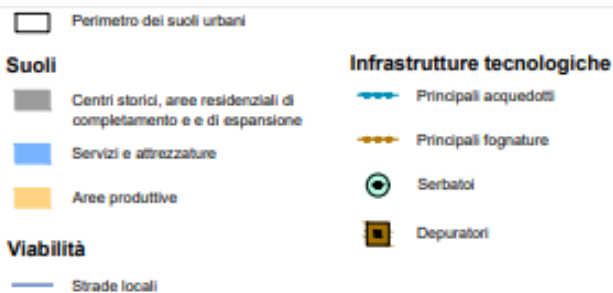 Perimetro dei suoli urbani
Suoli
Centri storici, aree residenziali di
completamento e e di espansione
Servizi e attrezzature
Aree produttive
Viabilità
Strade locali
Infrastrutture tecnologiche
Principali acquedotti
Principali fognature
Serbatoi
Depuratori